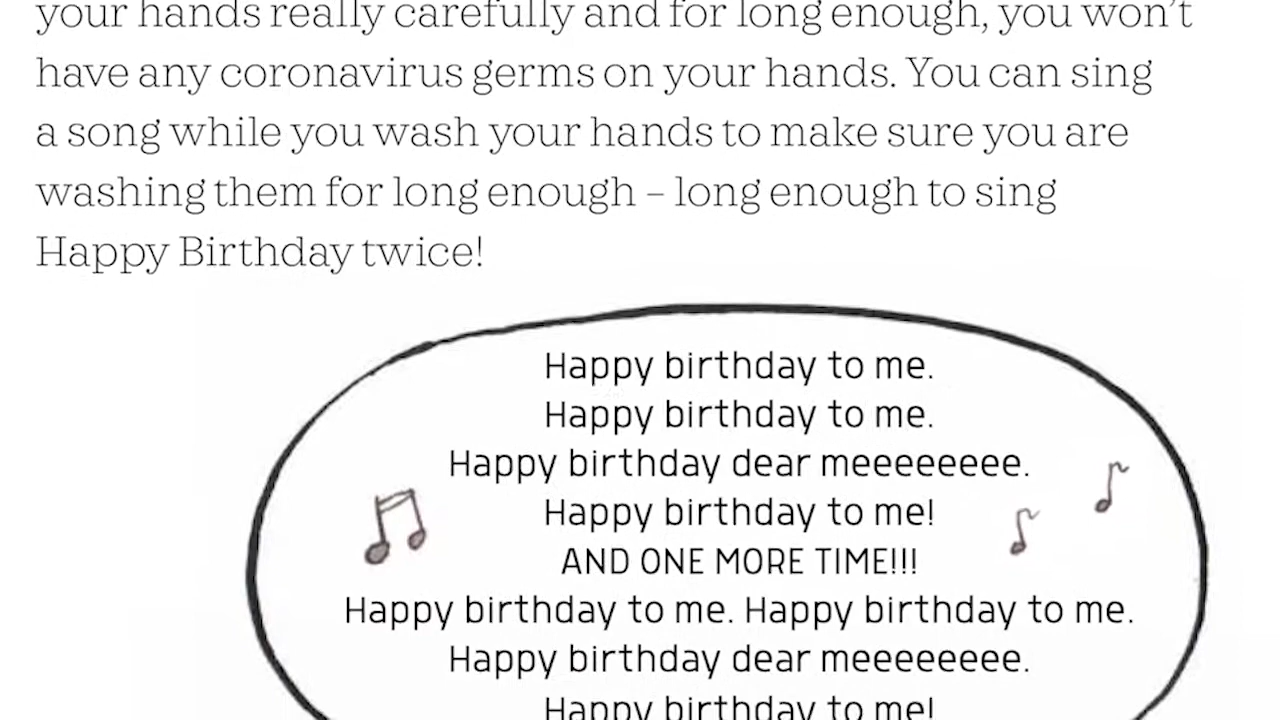 your hands really carefully and for long enough, you won’t
have any coronavirus germs on your hands. You can sing
a song while you wash your hands to make sure you are
washing them for long enough – long enough to sing
Happy Birthday twice!
Happy birthday to me.
Happy birthday to me.
Happy birthday dear meeeeeeee.
Happy birthday to me!
AND ONE MORE TIME!!!
Happy birthday to me. Happy birthday to me.
Happy birthday dear meeeeeeee.
Happy birthday to me!